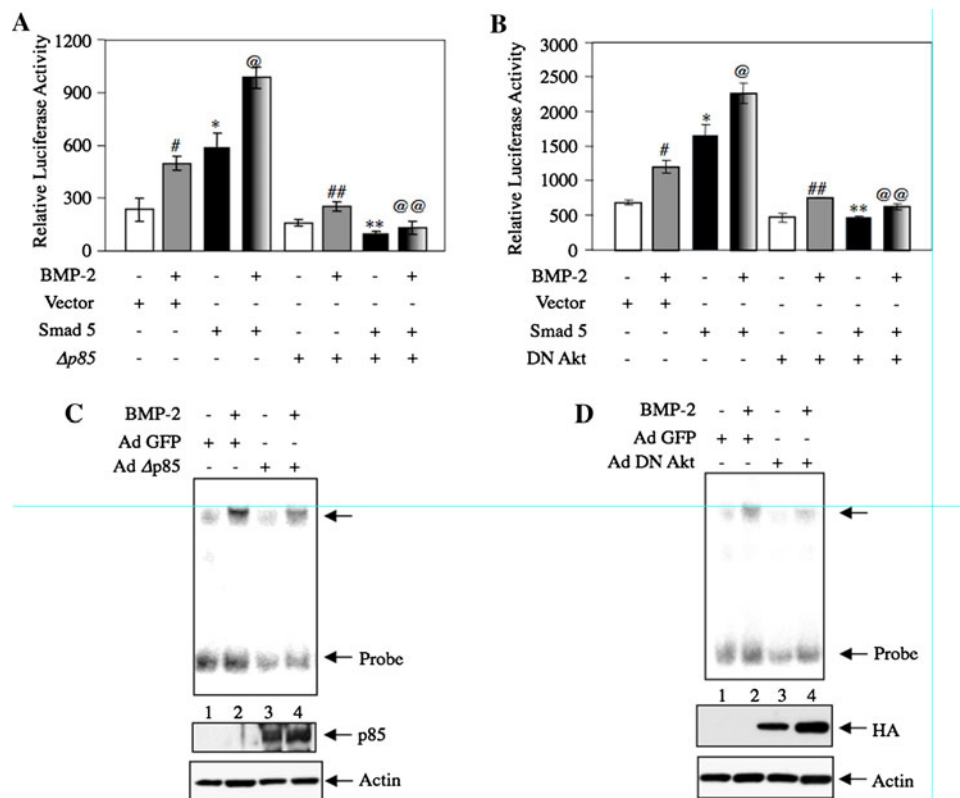 A
Relative Luciferase Activity
1200
900
600
300
0
# * @ ## ** @@
BMP-2 - + - + - + - +
Vector + + - - - - - -
Smad 5 - - + + - - + +
Δp85 - - - - + + + +
B
Relative Luciferase Activity
3000
2500
2000
1500
1000
500
0
# * @ ## ** @@
BMP-2 - + - + - + - +
Vector + + - - - - - -
Smad 5 - - + + - - + +
DN Akt - - - - + + + +
C
BMP-2 - + - +
Ad GFP + + - -
Ad Δp85 - - + +
Probe
1 2 3 4
p85
Actin
D
BMP-2 - + - +
Ad GFP + + - -
Ad DN Akt - - + +
Probe
1 2 3 4
HA
Actin